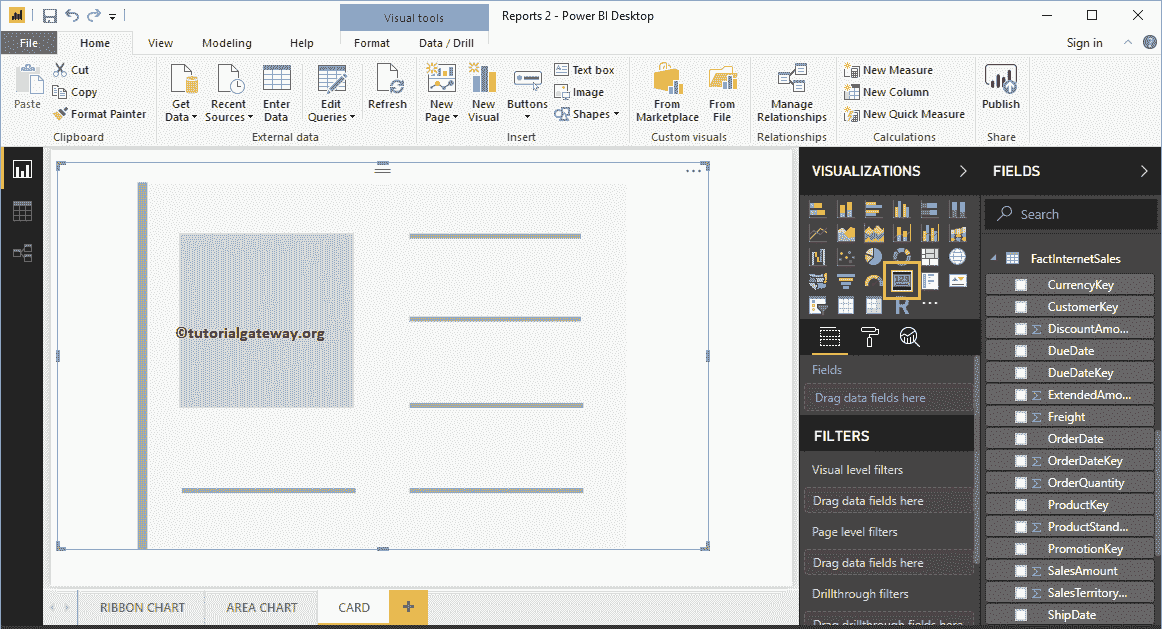 Visual tools
Reports 2 - Power BI Desktop
File
Home
View
Modeling
Help
Format
Data / Drill
Sign in
Paste
Cut
Copy
Format Painter
Clipboard
Get
Data
Recent
Sources
Enter
Data
Edit
Queries
External data
Refresh
New
Page
New
Visual
Buttons
Text box
Image
Shapes
Insert
From
Marketplace
From
File
Custom visuals
Manage
Relationships
Relationships
New Measure
New Column
New Quick Measure
Calculations
Publish
Share
©tutorialgateway.org
VISUALIZATIONS
R
Fields
Drag data fields here
FILTERS
Visual level filters
Drag data fields here
Page level filters
Drag data fields here
Drillthrough filters
Drag drillthrough fields here
FIELDS
Search
FactInternetSales
CurrencyKey
CustomerKey
Σ DiscountAmo...
DueDate
DueDateKey
Σ ExtendedAmo...
Σ Freight
OrderDate
Σ OrderDateKey
Σ OrderQuantity
ProductKey
Σ ProductStand...
PromotionKey
Σ SalesAmount
Σ SalesTerritory...
ShipDate
RIBBON CHART
AREA CHART
CARD
+